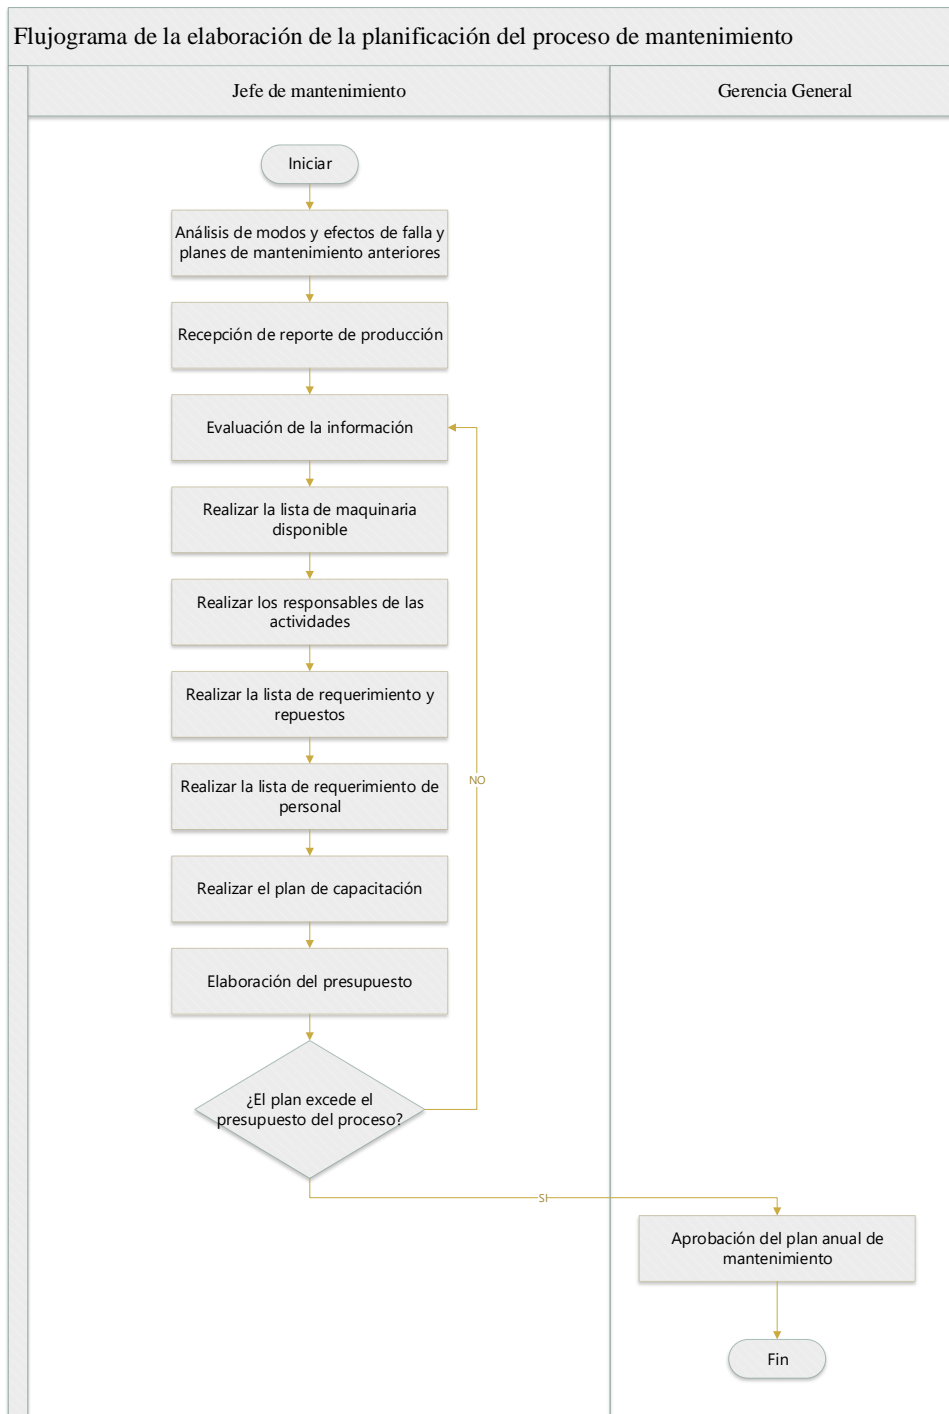 Flujograma de la elaboración de la planificación del proceso de mantenimiento
Jefe de mantenimiento
Gerencia General
Iniciar
Análisis de modos y efectos de falla y
planes de mantenimiento anteriores
Recepción de reporte de producción
Evaluación de la información
Realizar la lista de maquinaria
disponible
Realizar los responsables de las
actividades
Realizar la lista de requerimiento y
repuestos
Realizar la lista de requerimiento de
personal
NO
Realizar el plan de capacitación
Elaboración del presupuesto
¿El plan excede el
presupuesto del proceso?
SI
Aprobación del plan anual de
mantenimiento
Fin